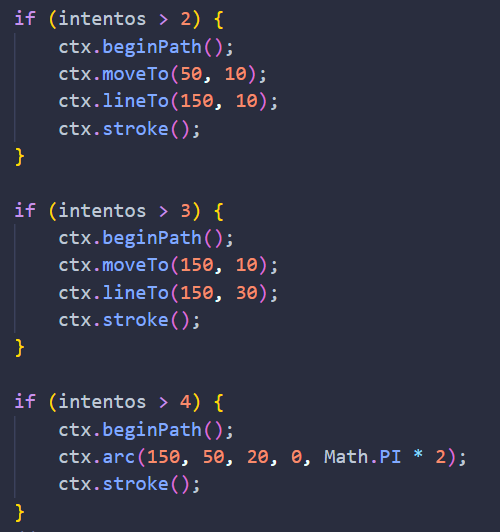 if (intentos > 2) {
    ctx.beginPath();
    ctx.moveTo(50, 10);
    ctx.lineTo(150, 10);
    ctx.stroke();
}

if (intentos > 3) {
    ctx.beginPath();
    ctx.moveTo(150, 10);
    ctx.lineTo(150, 30);
    ctx.stroke();
}

if (intentos > 4) {
    ctx.beginPath();
    ctx.arc(150, 50, 20, 0, Math.PI * 2);
    ctx.stroke();
}